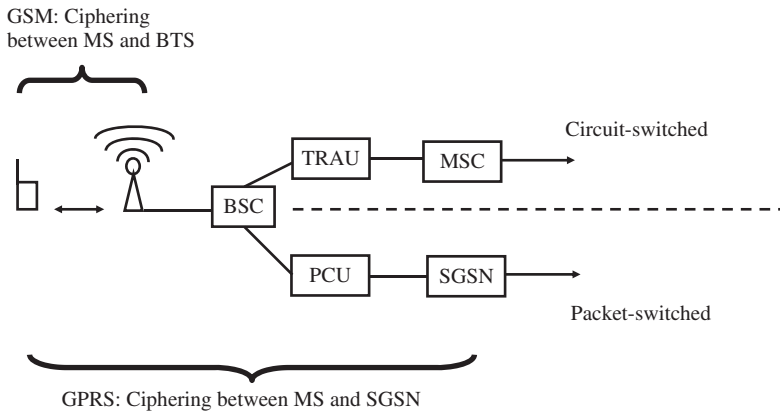 GSM: Ciphering
between MS and BTS
Circuit-switched
TRAU
MSC
BSC
PCU
SGSN
Packet-switched
GPRS: Ciphering between MS and SGSN